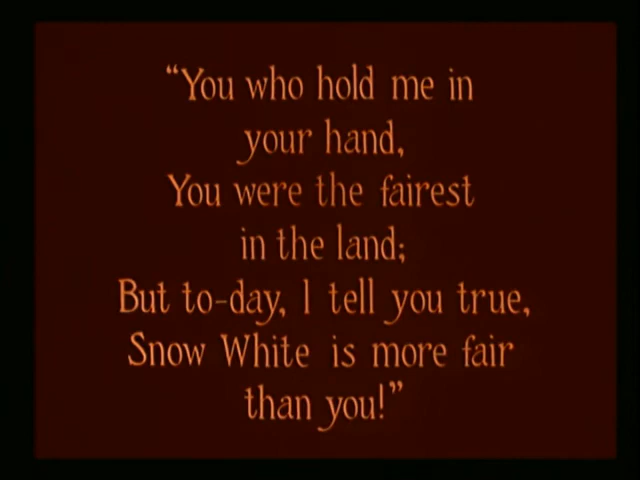 “You who hold me in
your hand,
You were the fairest
in the land;
But to-day, I tell you true,
Snow White is more fair
than you!”